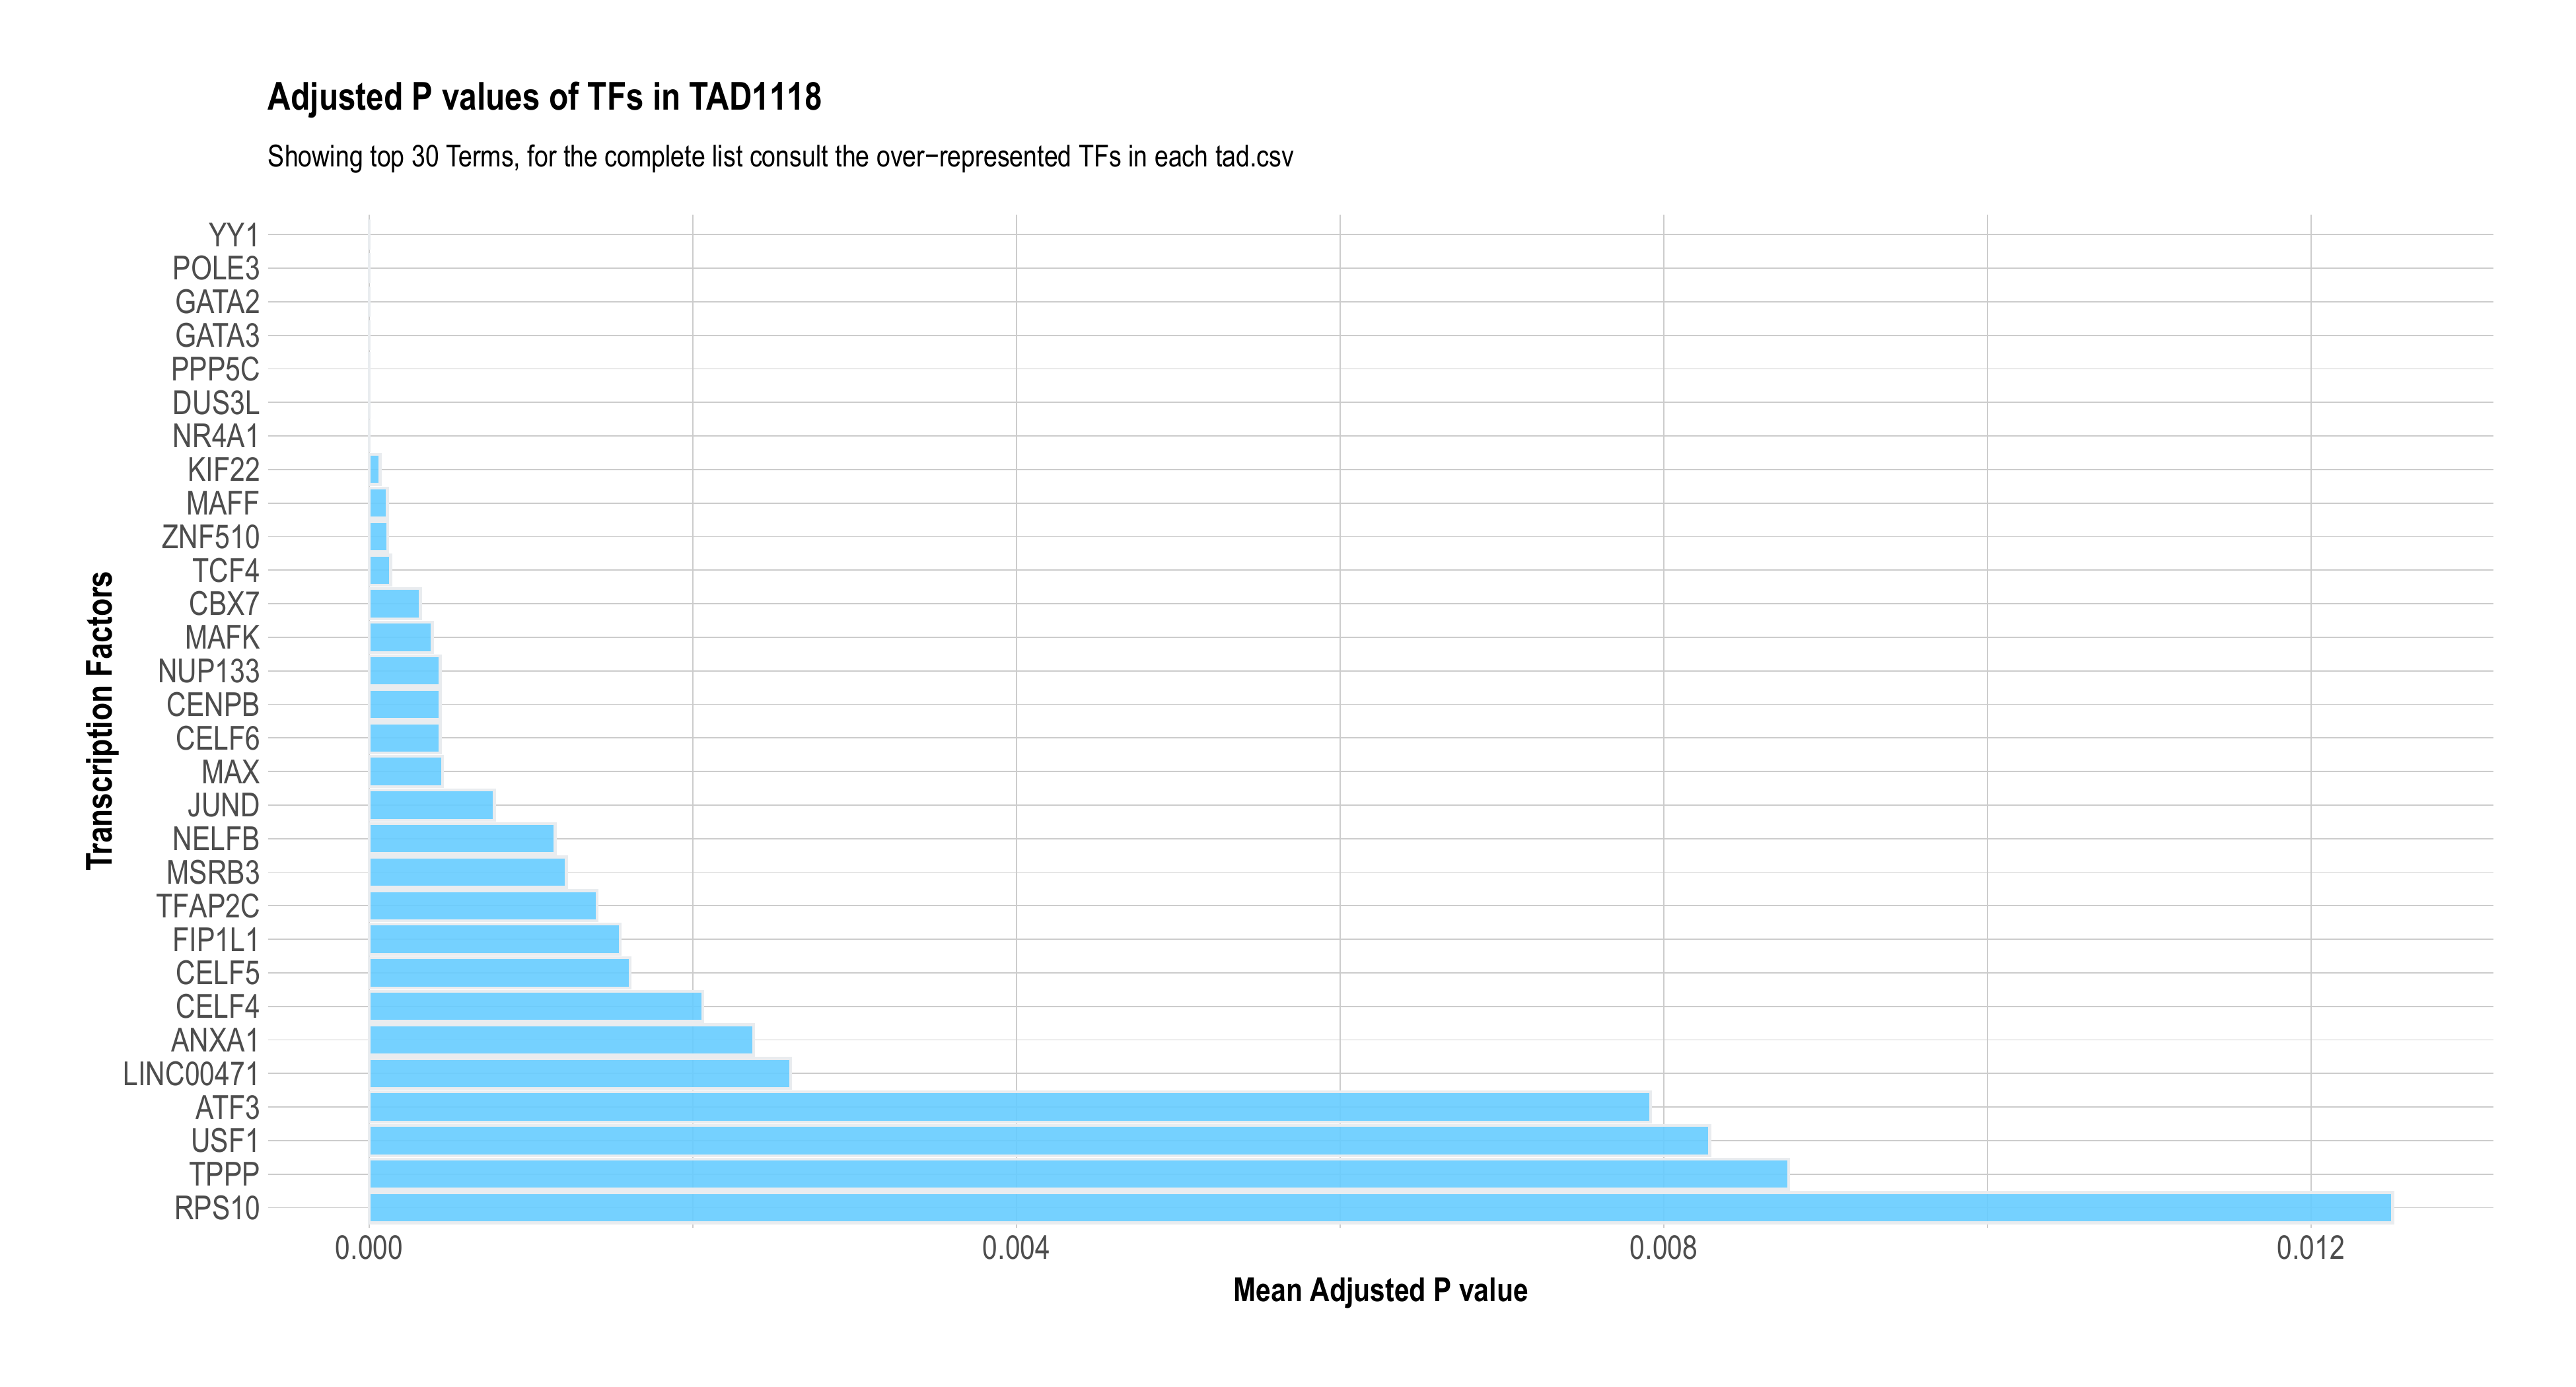 Adjusted P values of TFs in TAD1118
Showing top 30 Terms, for the complete list consult the over−represented TFs in each tad.csv
Transcription Factors
YY1
POLE3
GATA2
GATA3
PPP5C
DUS3L
NR4A1
KIF22
MAFF
ZNF510
TCF4
CBX7
MAFK
NUP133
CENPB
CELF6
MAX
JUND
NELFB
MSRB3
TFAP2C
FIP1L1
CELF5
CELF4
ANXA1
LINC00471
ATF3
USF1
TPPP
RPS10
0.000 0.004 0.008 0.012
Mean Adjusted P value